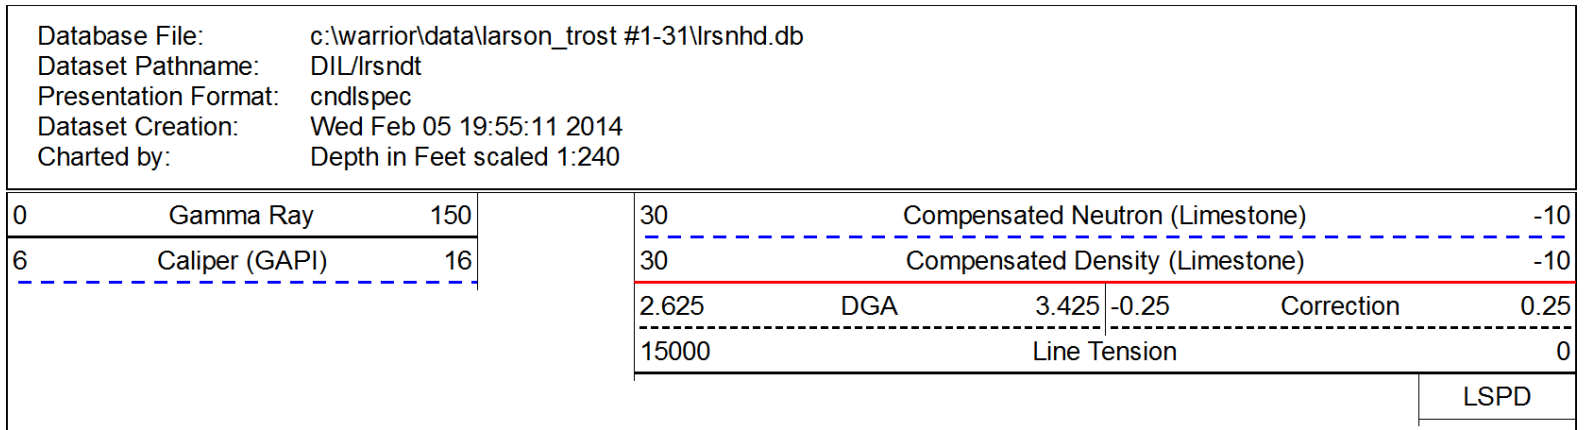 Database File: c:\warrior\data\larson_trost #1-31\lrsnhd.db
Dataset Pathname: DIL/lrsndt
Presentation Format: cndlspec
Dataset Creation: Wed Feb 05 19:55:11 2014
Charted by: Depth in Feet scaled 1:240
0 Gamma Ray 150 30 Compensated Neutron (Limestone) -10
6 Caliper (GAPI) 16 30 Compensated Density (Limestone) -10
2.625 DGA 3.425 -0.25 Correction 0.25
15000 Line Tension 0
LSPD